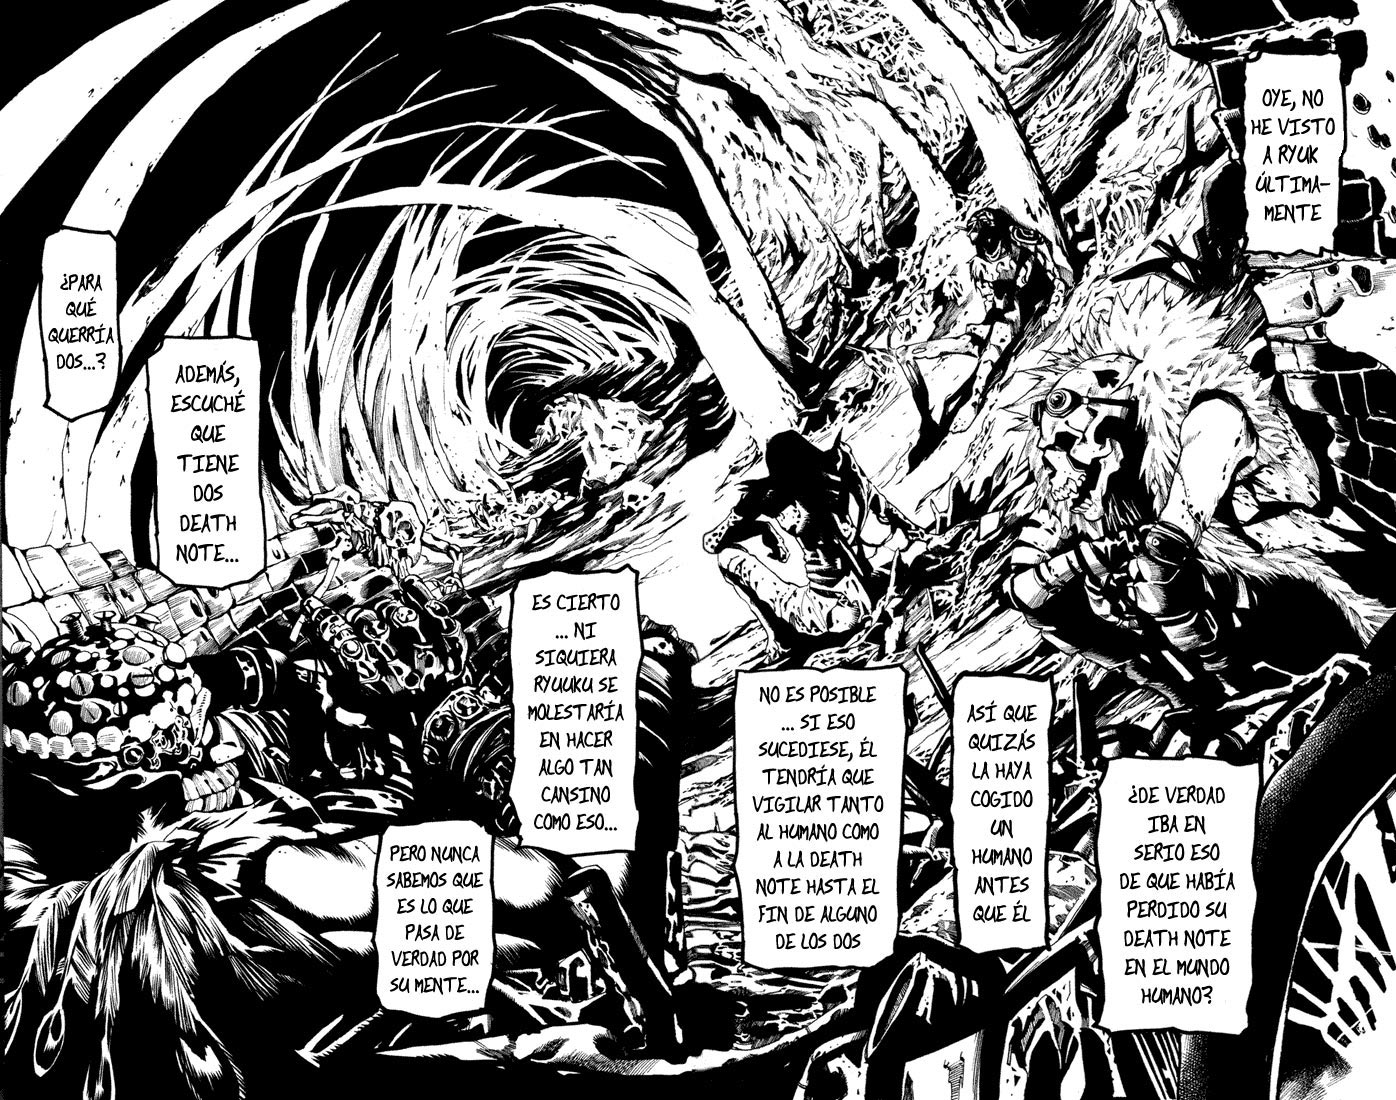 OYE, NO
HE VISTO
A RYUK
ÚLTIMA-
MENTE
¿DE VERDAD
IBA EN
SERIO ESO
DE QUE HABÍA
PERDIDO SU
DEATH NOTE
EN EL MUNDO
HUMANO?
ASÍ QUE
QUIZÁS
LA HAYA
COGIDO
UN
HUMANO
ANTES
QUE ÉL
NO ES POSIBLE
... SI ESO
SUCEDIESE, ÉL
TENDRÍA QUE
VIGILAR TANTO
AL HUMANO COMO
A LA DEATH
NOTE HASTA EL
FIN DE ALGUNO
DE LOS DOS
ES CIERTO
... NI
SIQUIERA
RYUUKU SE
MOLESTARÍA
EN HACER
ALGO TAN
CANSINO
COMO ESO...
PERO NUNCA
SABEMOS QUE
ES LO QUE
PASA DE
VERDAD POR
SU MENTE...
ADEMÁS,
ESCUCHÉ
QUE
TIENE
DOS
DEATH
NOTE...
¿PARA
QUÉ
QUERRÍA
DOS...?